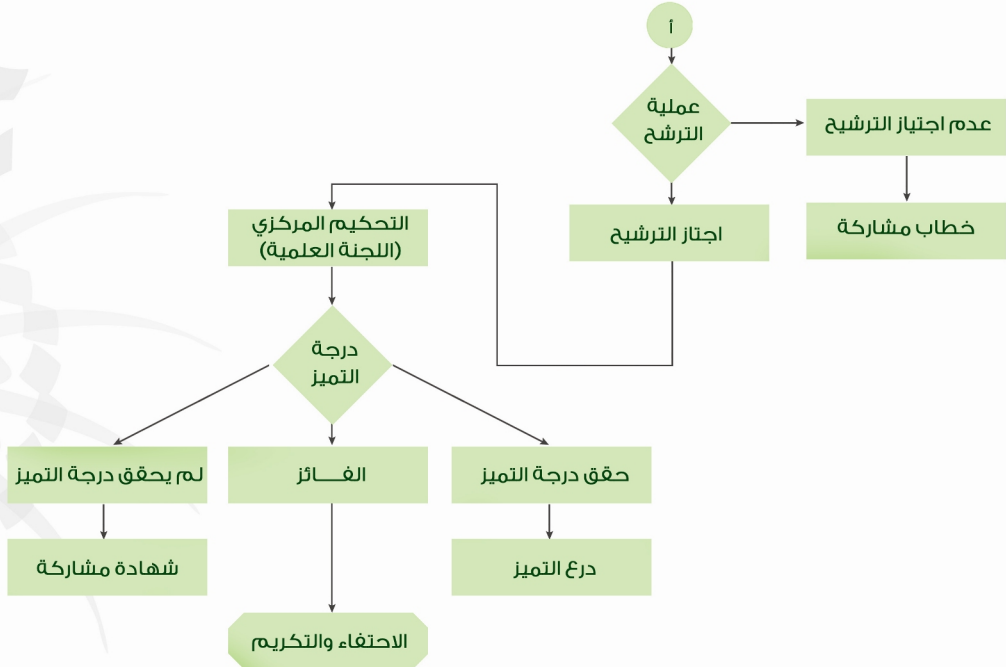 أ
عملية
الترشح
عدم اجتياز الترشيح
خطاب مشاركة
اجتاز الترشيح
التحكيم المركزي
(اللجنة العلمية)
درجة
التميز
حقق درجة التميز
الفـــائز
لم يحقق درجة التميز
درع التميز
شهادة مشاركة
الاحتفاء والتكريم